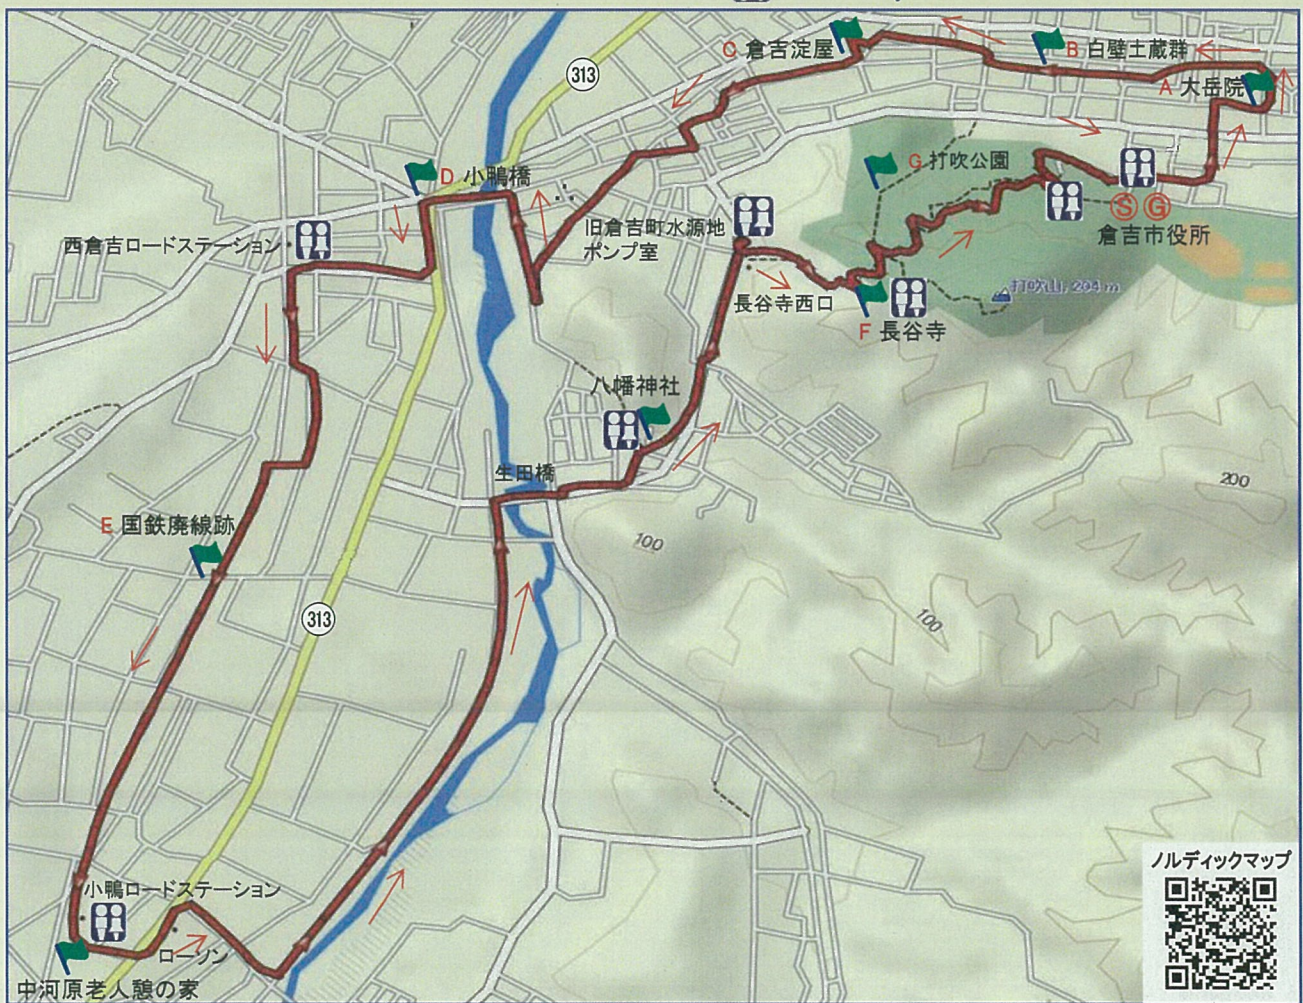 C 倉吉淀屋
B 白壁土蔵群
A 大岳院
313
G 打吹公園
D 小鴨橋
旧倉吉町水源地
ポンプ室
S G
倉吉市役所
西倉吉ロードステーション
打吹山, 204 m
長谷寺西口
F 長谷寺
八幡神社
生田橋
200
E 国鉄廃線跡
100
100
313
ノルディックマップ
小鴨ロードステーション
ローソン
中河原老人憩の家